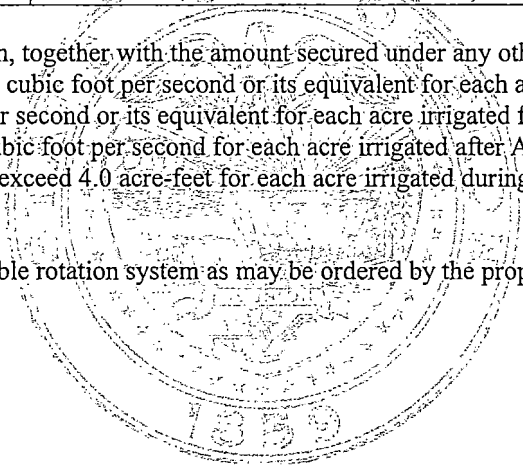 n, together with the amount secured under any oth
cubic foot per second or its equivalent for each a
r second or its equivalent for each acre irrigated f
ubic foot per second for each acre irrigated after A
exceed 4.0 acre-feet for each acre irrigated during
ble rotation system as may be ordered by the prop
1859